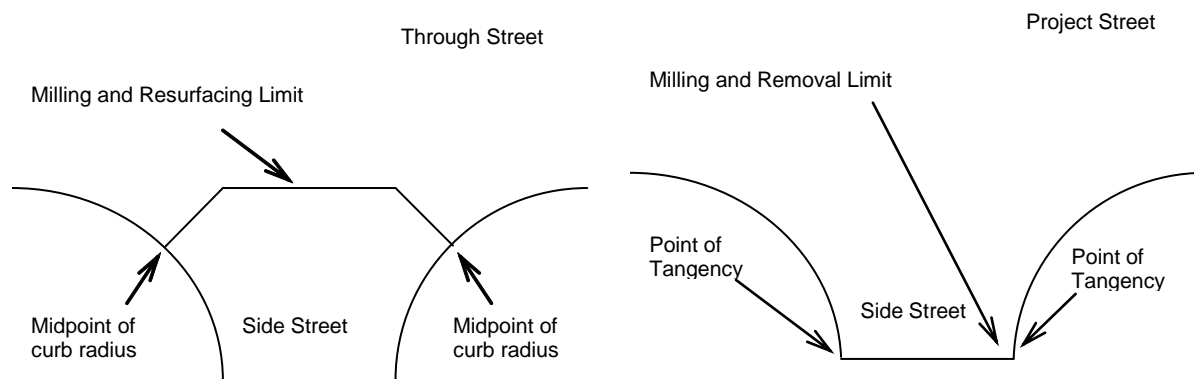 Through Street
Milling and Resurfacing Limit
Midpoint of
curb radius
Side Street
Midpoint of
curb radius
Project Street
Milling and Removal Limit
Point of
Tangency
Side Street
Point of
Tangency